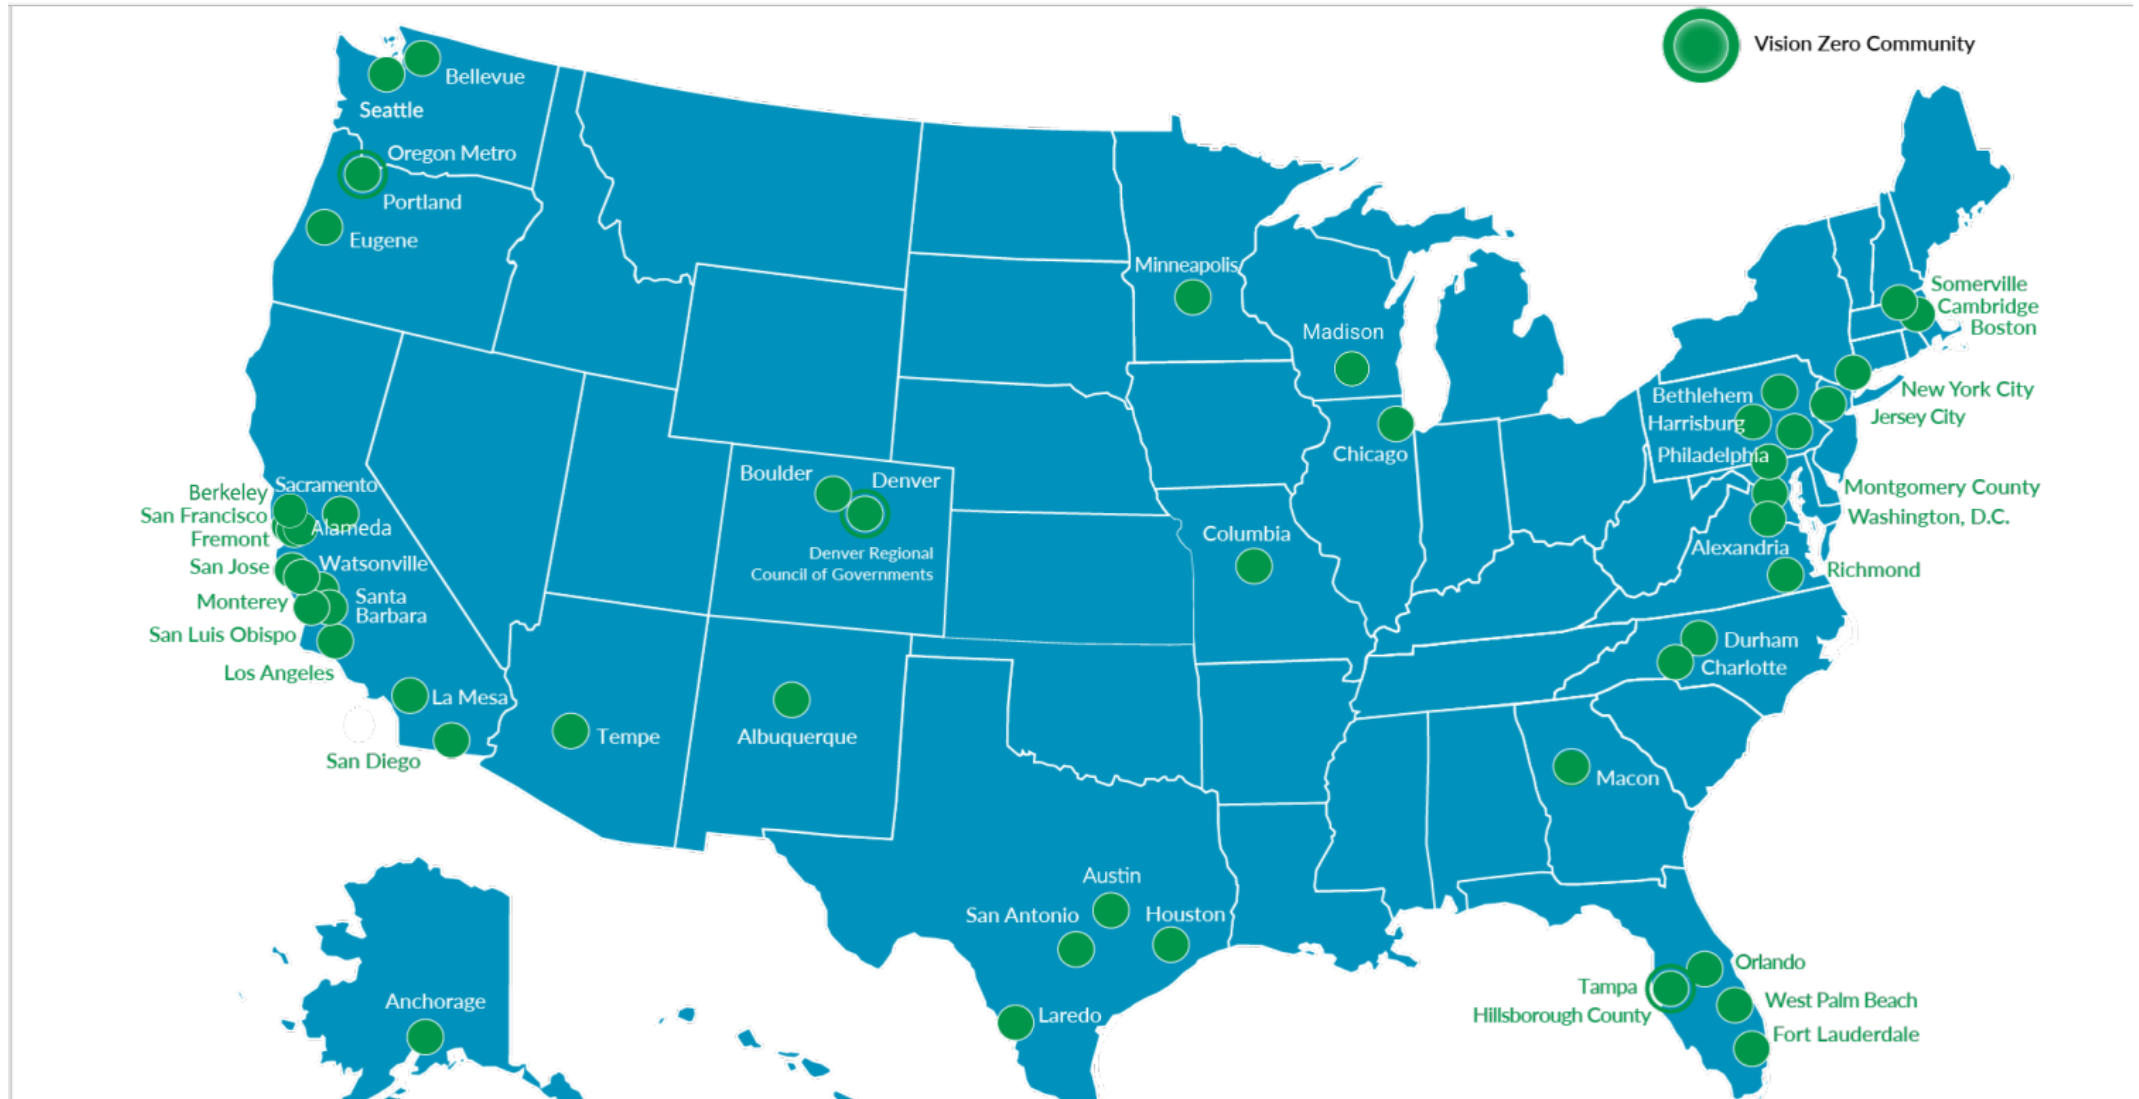 Vision Zero Community
Bellevue
Seattle
Oregon Metro
Portland
Eugene
Minneapolis
Madison
Chicago
Somerville
Cambridge
Boston
New York City
Jersey City
Bethlehem
Harrisburg
Philadelphia
Montgomery County
Washington, D.C.
Alexandria
Richmond
Boulder
Denver
Denver Regional
Council of Governments
Columbia
Sacramento
Berkeley
San Francisco
Alameda
Fremont
San Jose
Watsonville
Monterey
Santa
Barbara
San Luis Obispo
Los Angeles
La Mesa
San Diego
Tempe
Albuquerque
Durham
Charlotte
Macon
Austin
San Antonio
Houston
Laredo
Orlando
Tampa
Hillsborough County
West Palm Beach
Fort Lauderdale
Anchorage